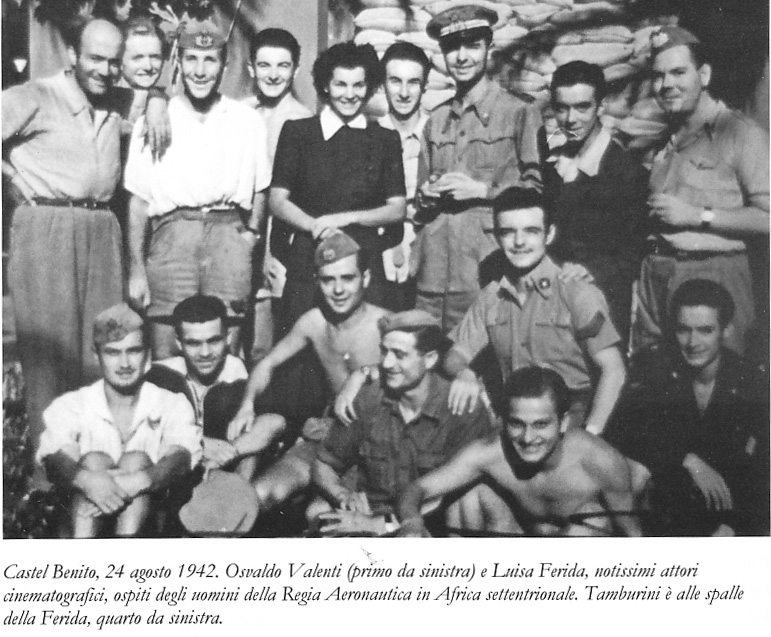 Castel Benito, 24 agosto 1942. Osvaldo Valenti (primo da sinistra) e Luisa Ferida, notissimi attori
cinematografici, ospiti degli uomini della Regia Aeronautica in Africa settentrionale. Tamburini è alle spalle
della Ferida, quarto da sinistra.